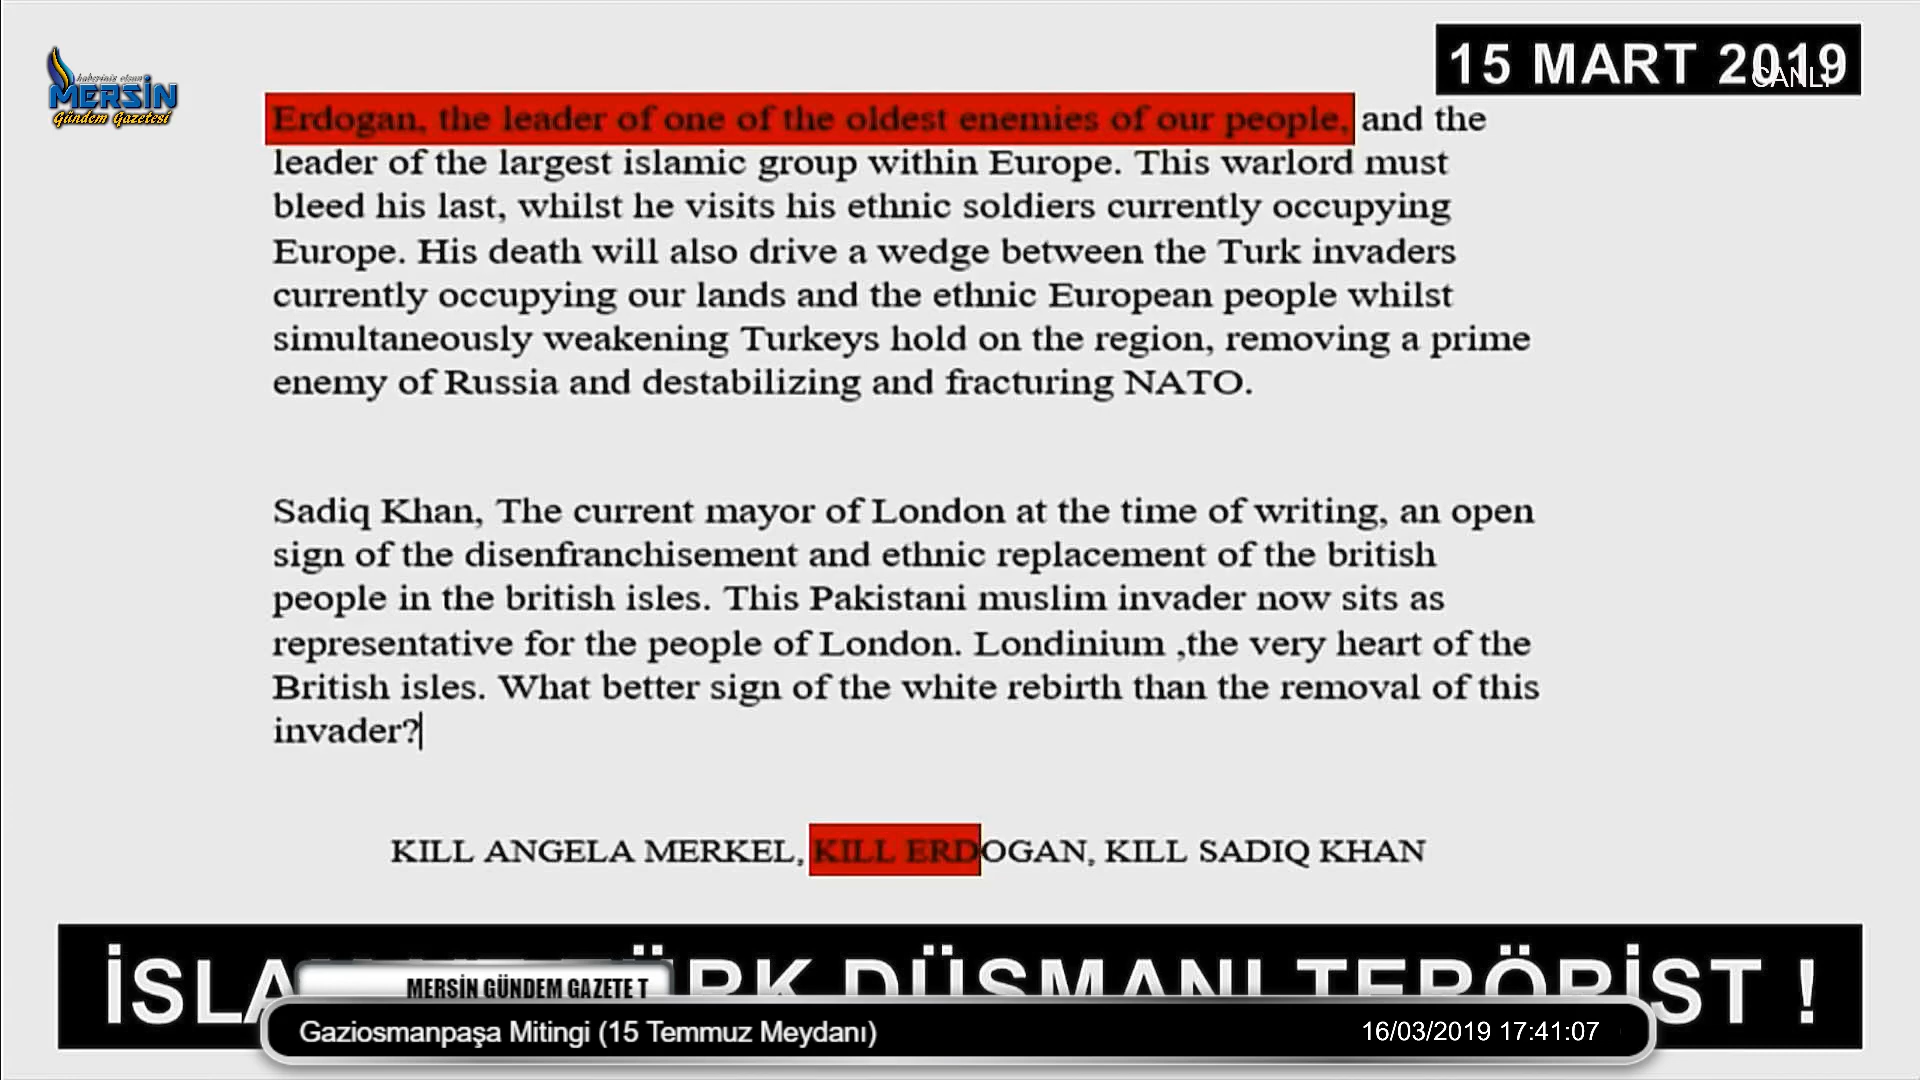 haberiniz olsun
MERSİN
Gündem Gazetesi
15 MART 2019
CANLI
Erdogan, the leader of one of the oldest enemies of our people, and the
leader of the largest islamic group within Europe. This warlord must
bleed his last, whilst he visits his ethnic soldiers currently occupying
Europe. His death will also drive a wedge between the Turk invaders
currently occupying our lands and the ethnic European people whilst
simultaneously weakening Turkeys hold on the region, removing a prime
enemy of Russia and destabilizing and fracturing NATO.
Sadiq Khan, The current mayor of London at the time of writing, an open
sign of the disenfranchisement and ethnic replacement of the british
people in the british isles. This Pakistani muslim invader now sits as
representative for the people of London. Londinium ,the very heart of the
British isles. What better sign of the white rebirth than the removal of this
invader?
KILL ANGELA MERKEL, KILL ERDOGAN, KILL SADIQ KHAN
DÜŞMANI TERÖRİST !
MERSİN GÜNDEM GAZETE T
Gaziosmanpaşa Mitingi (15 Temmuz Meydanı)
16/03/2019 17:41:07